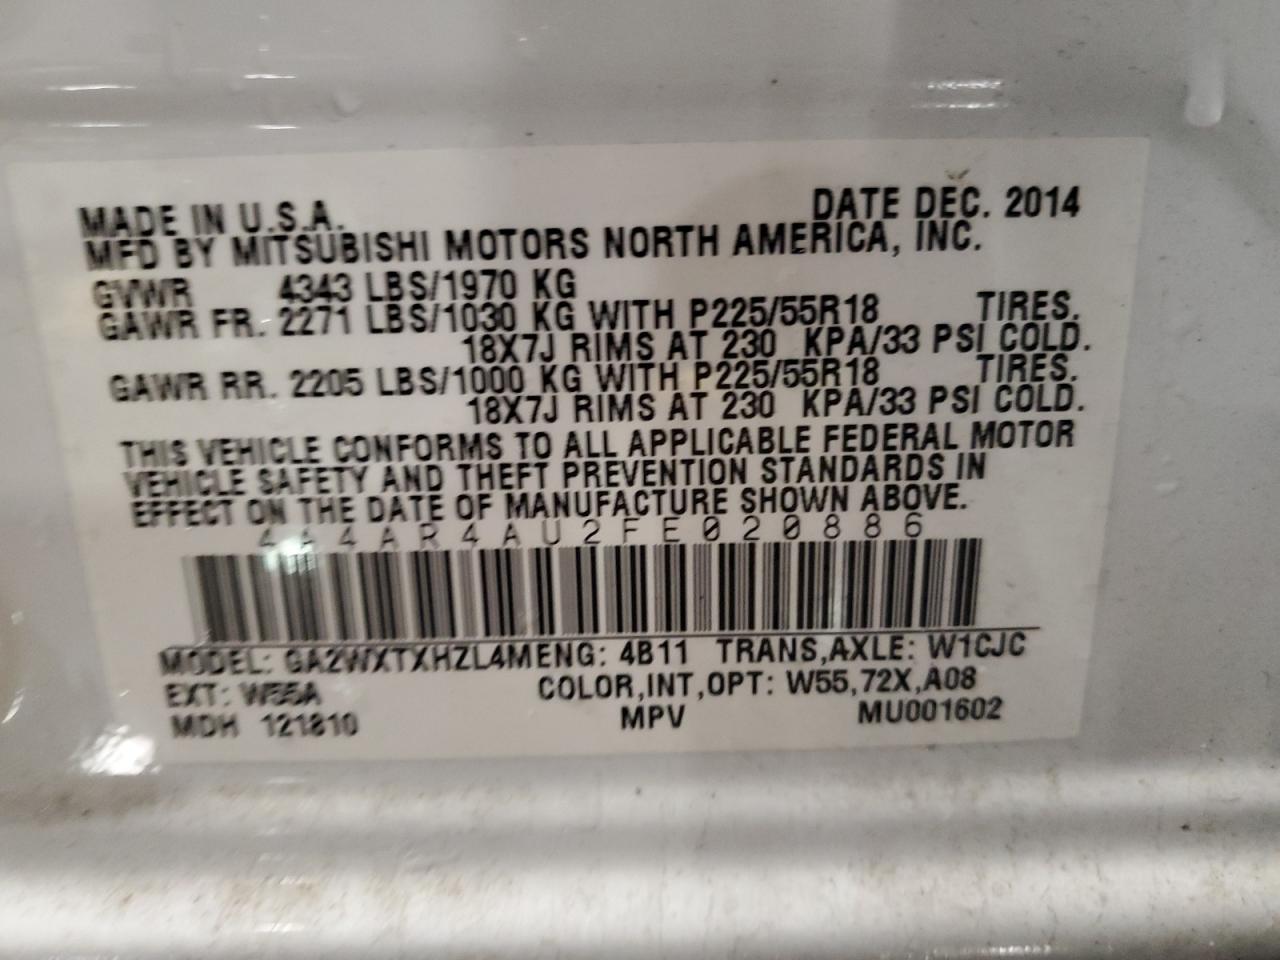 MADE IN U.S.A. DATE DEC. 2014
MFD BY MITSUBISHI MOTORS NORTH AMERICA, INC.
GVWR 4343 LBS/1970 KG
GAWR FR. 2271 LBS/1030 KG WITH P225/55R18 TIRES.
18X7J RIMS AT 230 KPA/33 PSI COLD.
GAWR RR. 2205 LBS/1000 KG WITH P225/55R18 TIRES.
18X7J RIMS AT 230 KPA/33 PSI COLD.
THIS VEHICLE CONFORMS TO ALL APPLICABLE FEDERAL MOTOR
VEHICLE SAFETY AND THEFT PREVENTION STANDARDS IN
EFFECT ON THE DATE OF MANUFACTURE SHOWN ABOVE.
4A4AR4AU2FE020886
MODEL: GA2WXTXHZL4MENG: 4B11 TRANS,AXLE: W1CJC
EXT: W55A COLOR,INT,OPT: W55,72X,A08
MDH 121810 MPV MU001602